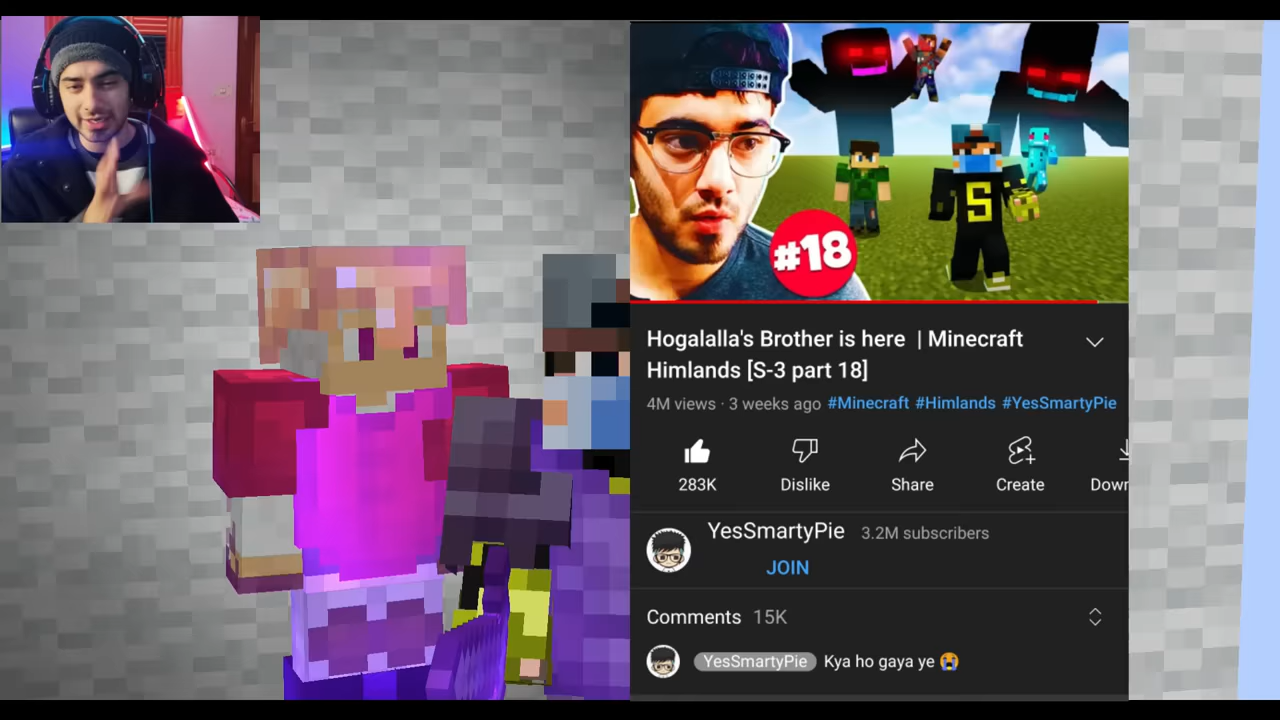 S
#18
Hogalalla's Brother is here | Minecraft
Himlands [S-3 part 18]
4M views · 3 weeks ago #Minecraft #Himlands #YesSmartyPie
283K Dislike Share Create Down
YesSmartyPie 3.2M subscribers
JOIN
Comments 15K
YesSmartyPie Kya ho gaya ye 😭